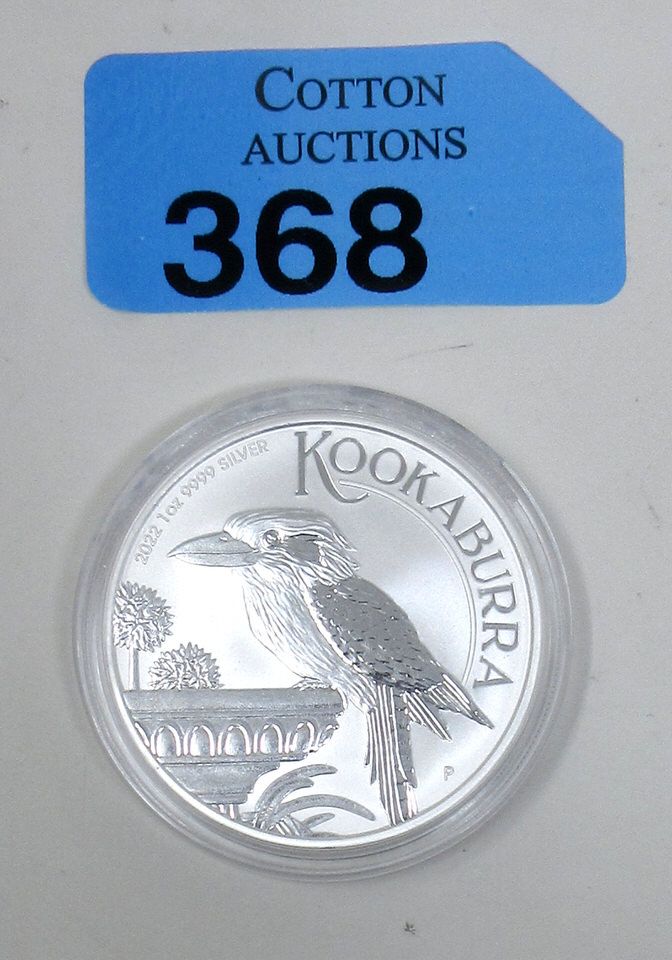 COTTON
AUCTIONS
368
2022 1oz 9999 SILVER
KOOKABURRA
P